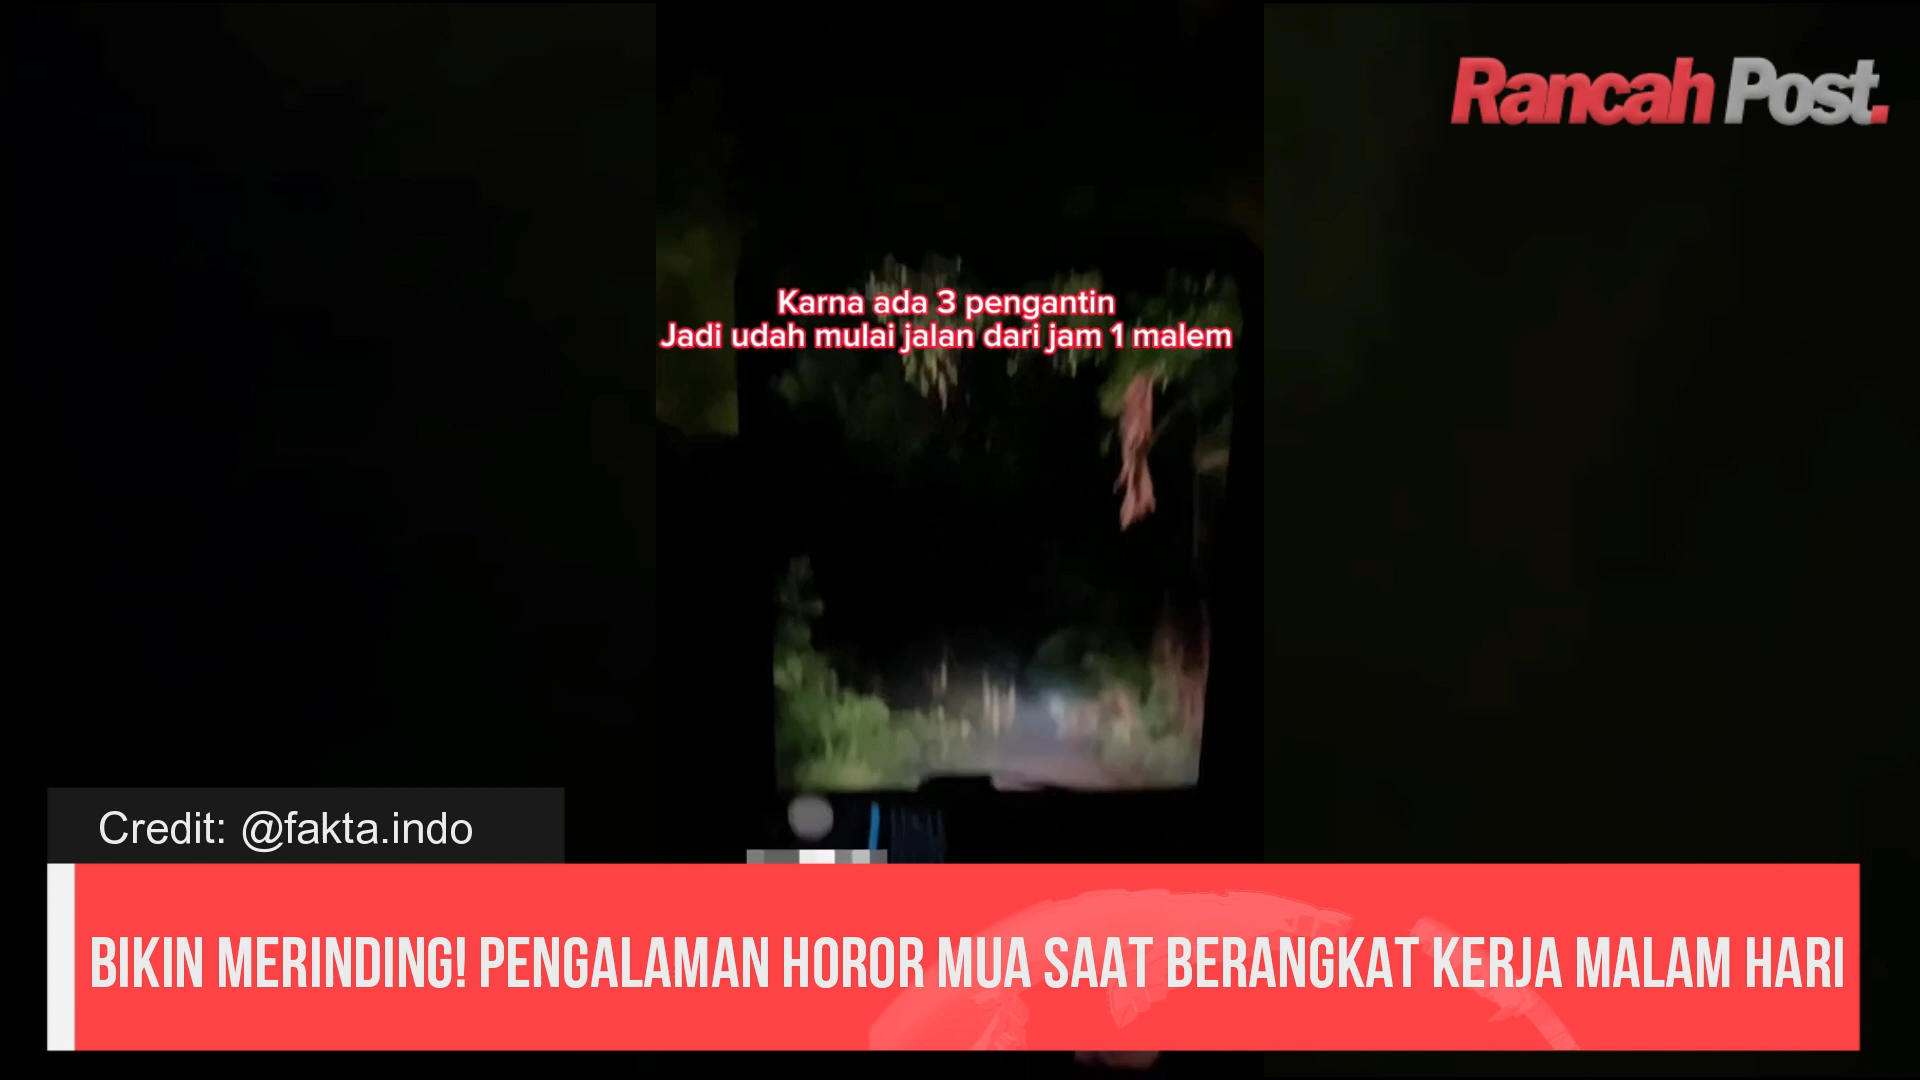 Rancah Post.
Karna ada 3 pengantin
Jadi udah mulai jalan dari jam 1 malem
Credit: @fakta.indo
BIKIN MERINDING! PENGALAMAN HOROR MUA SAAT BERANGKAT KERJA MALAM HARI